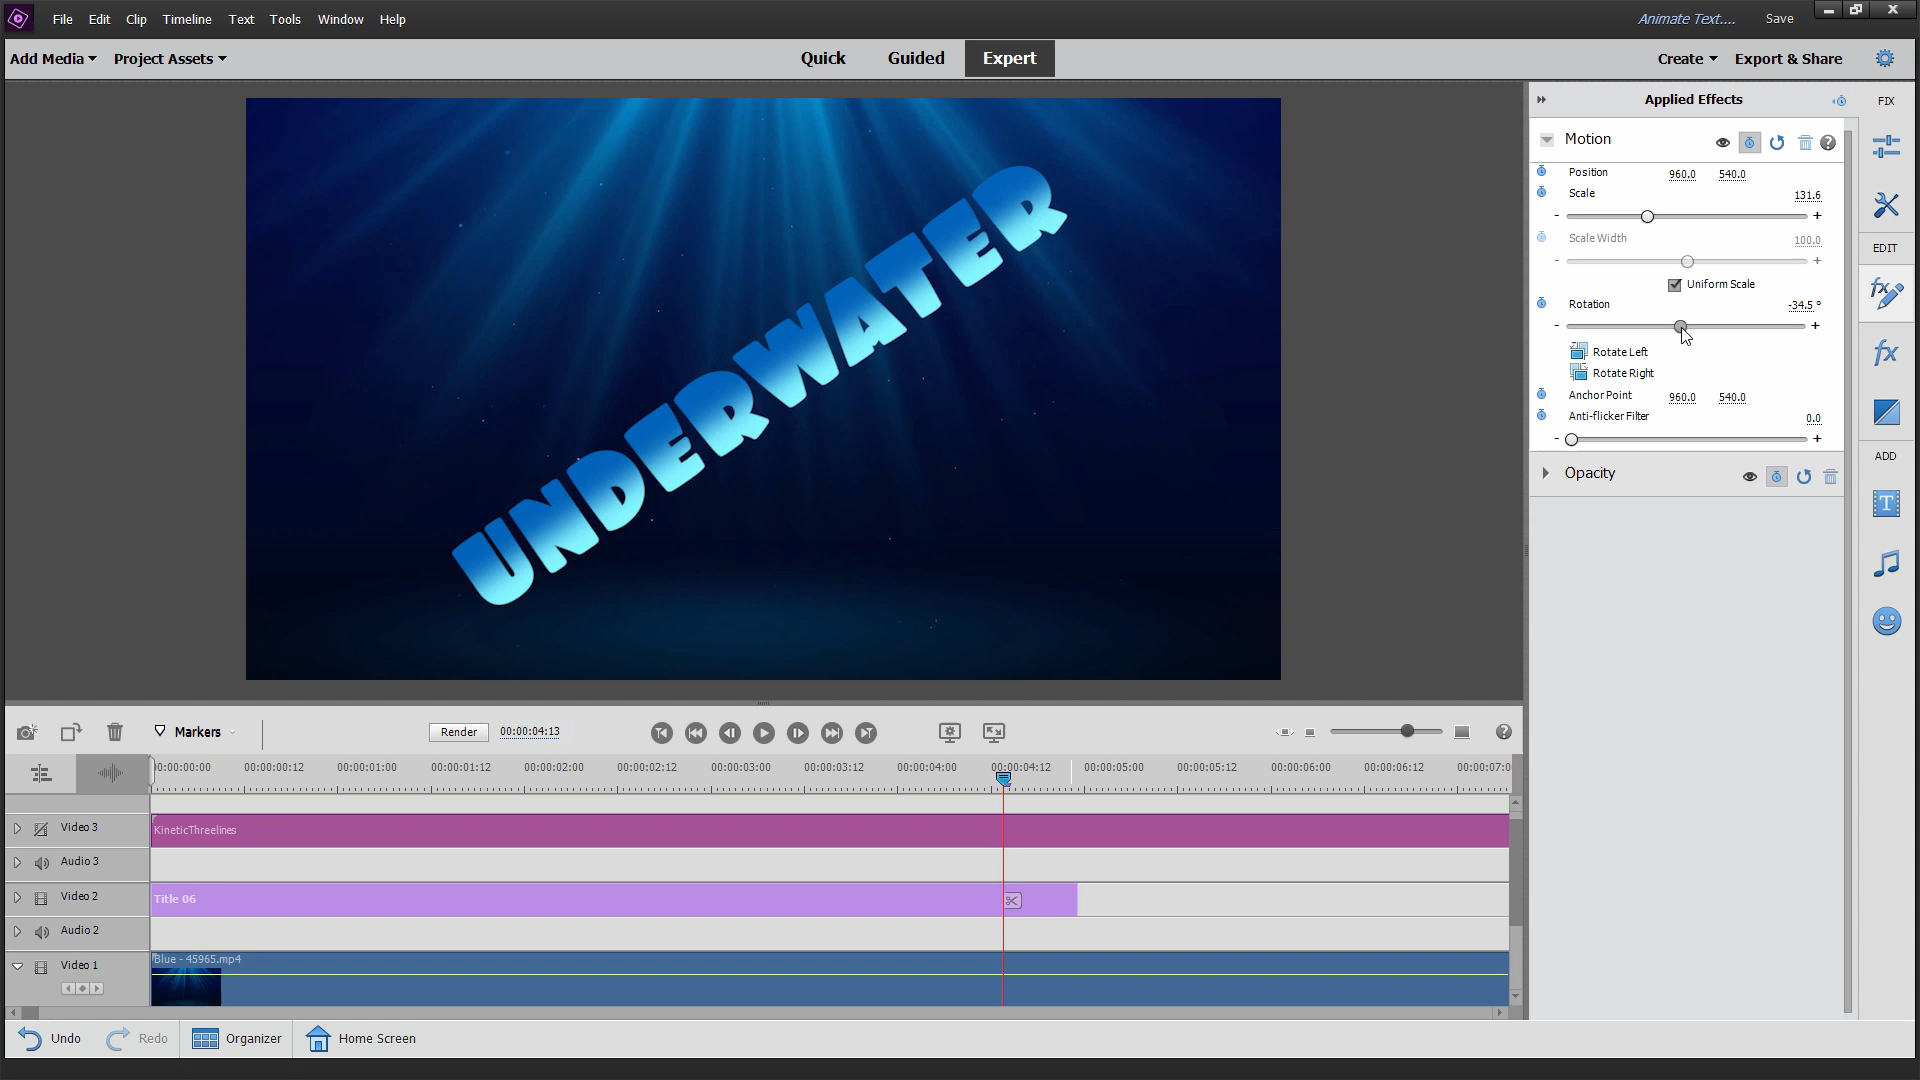 File Edit Clip Timeline Text Tools Window Help
Animate Text.... Save
Add Media Project Assets
Quick Guided Expert
Create Export & Share
Applied Effects
FIX
Motion
Position 960.0 540.0
Scale 131.6
- +
Scale Width 100.0
- +
EDIT
Uniform Scale
Rotation -34.5 °
- +
Rotate Left
Rotate Right
Anchor Point 960.0 540.0
Anti-flicker Filter 0.0
- +
ADD
Opacity
UNDERWATER
Markers Render 00:00:04:13
00:00:00:00 00:00:00:12 00:00:01:00 00:00:01:12 00:00:02:00 00:00:02:12 00:00:03:00 00:00:03:12 00:00:04:00 00:00:04:12 00:00:05:00 00:00:05:12 00:00:06:00 00:00:06:12 00:00:07:0
Video 3 KineticThreelines
Audio 3
Video 2 Title 06
Audio 2
Video 1 Blue - 45965.mp4
Undo Redo Organizer Home Screen